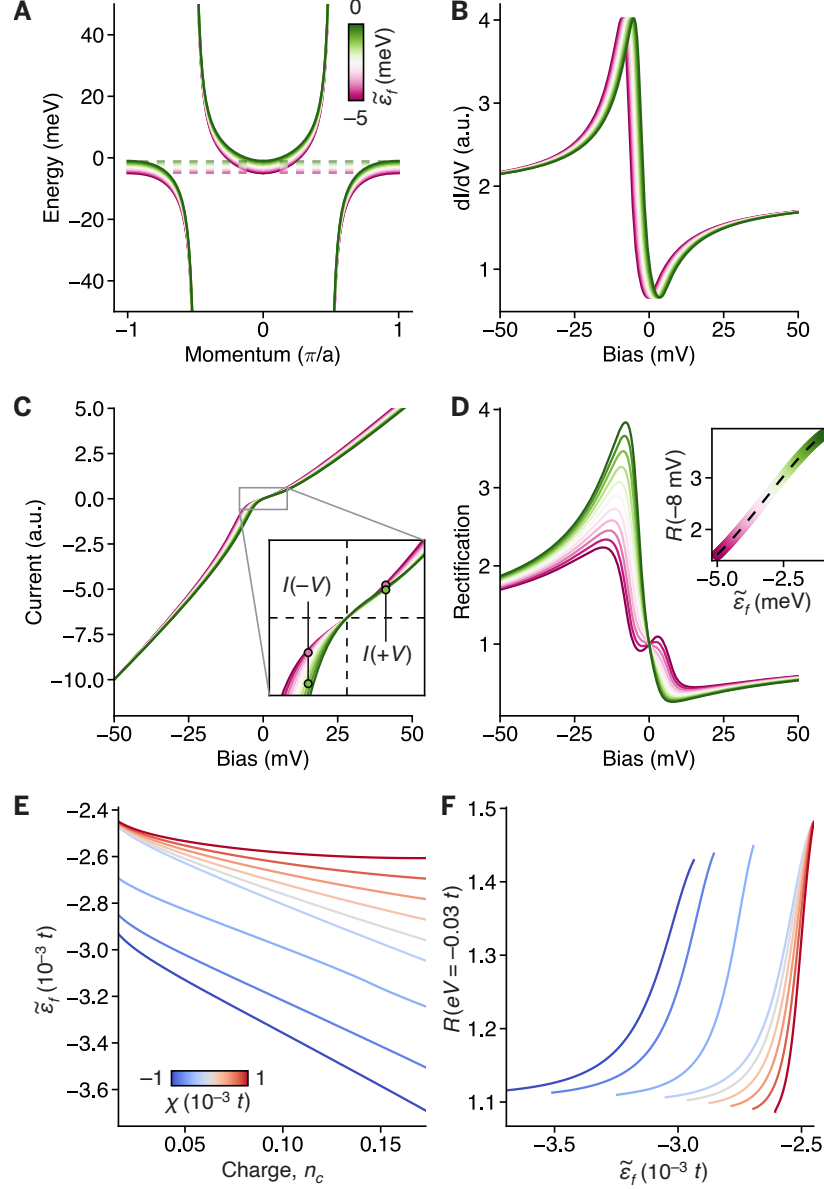 A
50
40
20
0
−20
−40
Energy (meV)
−1
0
1
Momentum (π/a)
0
−5
ε̃f (meV)
B
4
3
2
1
dI/dV (a.u.)
−50
−25
0
25
50
Bias (mV)
C
5.0
2.5
0.0
−2.5
−5.0
−7.5
−10.0
Current (a.u.)
−50
−25
0
25
50
Bias (mV)
I(−V)
I(+V)
D
4
3
2
1
Rectification
−50
−25
0
25
50
Bias (mV)
R(−8 mV)
3
2
−5.0
−2.5
ε̃f (meV)
E
−2.4
−2.6
−2.8
−3.0
−3.2
−3.4
−3.6
ε̃f (10⁻³ t)
−1
1
χ (10⁻³ t)
0.05
0.10
0.15
Charge, nc
F
1.5
1.4
1.3
1.2
1.1
R(eV = −0.03 t)
−3.5
−3.0
−2.5
ε̃f (10⁻³ t)